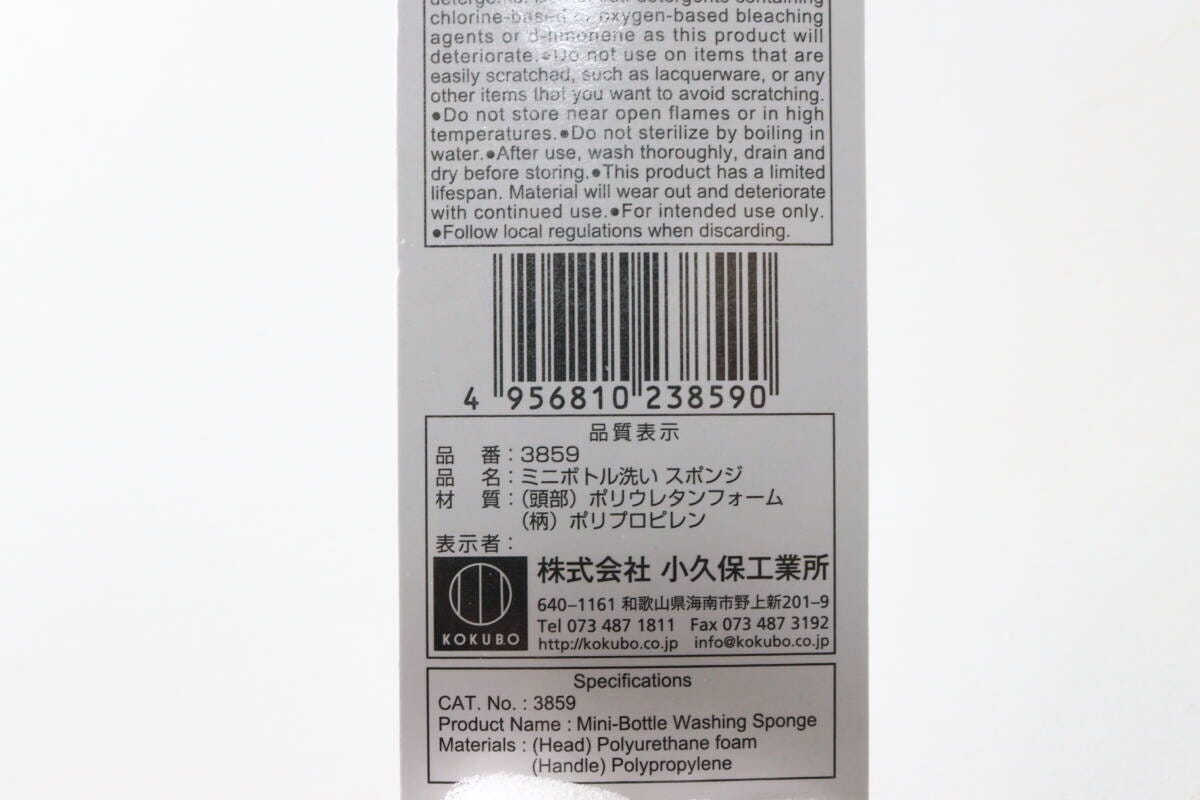 detergents. containing
chlorine-based or oxygen-based bleaching
agents or d-limonene as this product will
deteriorate.●Do not use on items that are
easily scratched, such as lacquerware, or any
other items that you want to avoid scratching.
●Do not store near open flames or in high
temperatures.●Do not sterilize by boiling in
water.●After use, wash thoroughly, drain and
dry before storing.●This product has a limited
lifespan. Material will wear out and deteriorate
with continued use.●For intended use only.
●Follow local regulations when discarding.
4 956810 238590
品質表示
品 番：3859
品 名：ミニボトル洗い スポンジ
材 質：（頭部）ポリウレタンフォーム
（柄）ポリプロピレン
表示者：
株式会社 小久保工業所
640–1161 和歌山県海南市野上新201–9
Tel 073 487 1811 Fax 073 487 3192
http://kokubo.co.jp info@kokubo.co.jp
KOKUBO
Specifications
CAT. No. : 3859
Product Name : Mini-Bottle Washing Sponge
Materials : (Head) Polyurethane foam
(Handle) Polypropylene